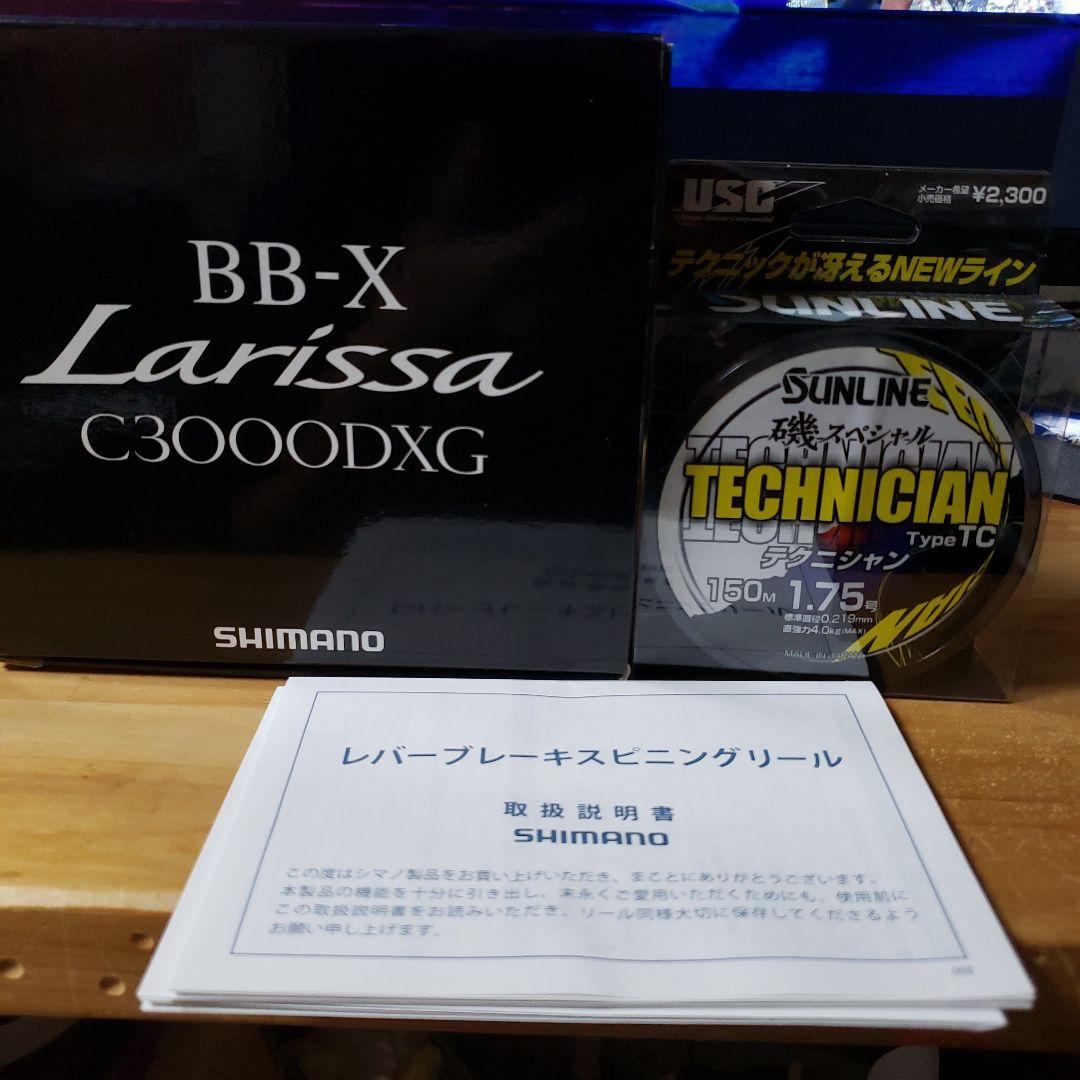 BB-X
Larissa
C3000DXG
SHIMANO
USC
メーカー希望
小売価格
¥2,300
テクニックが冴えるNEWライン
SUNLINE
SUNLINE
磯スペシャル
TECHNICIAN
TECHNICIAN
Type TC
テクニシャン
150M 1.75号
標準直径0.219mm
直強力4.0kg(MAX)
MADE IN JAPAN
レバーブレーキスピニングリール
取扱説明書
SHIMANO
この度はシマノ製品をお買い上げいただき、まことにありがとうございます。
本製品の機能を十分に引き出し、末永くご愛用いただくためにも、使用前に
この取扱説明書をお読みいただき、リール同様大切に保存してくださるよう
お願い申し上げます。